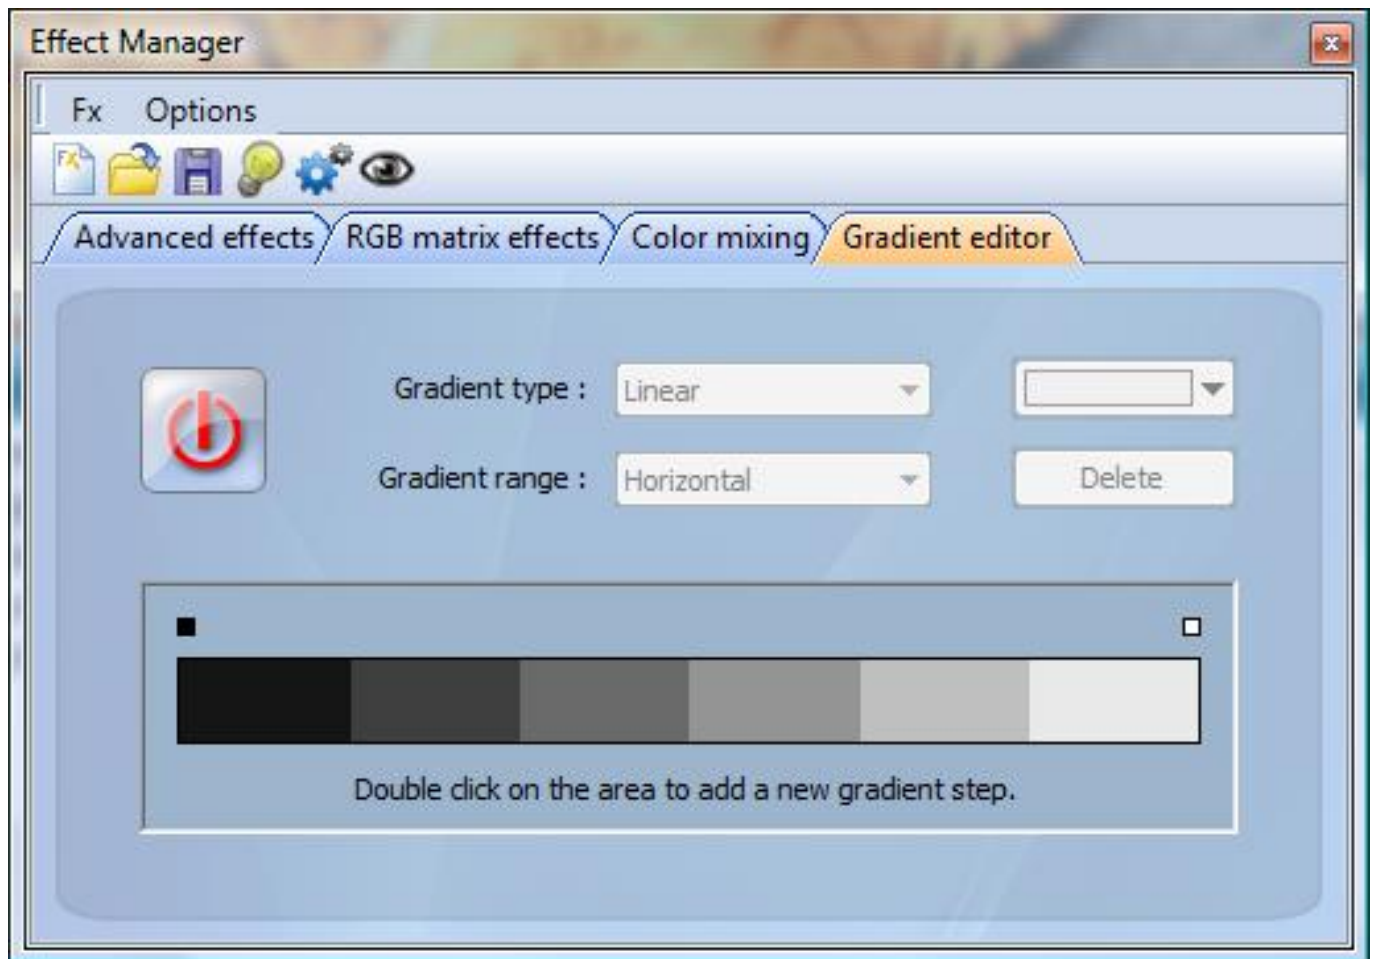 Effect Manager
Fx Options
FX
Advanced effects RGB matrix effects Color mixing Gradient editor
Gradient type : Linear
Gradient range : Horizontal Delete
Double click on the area to add a new gradient step.